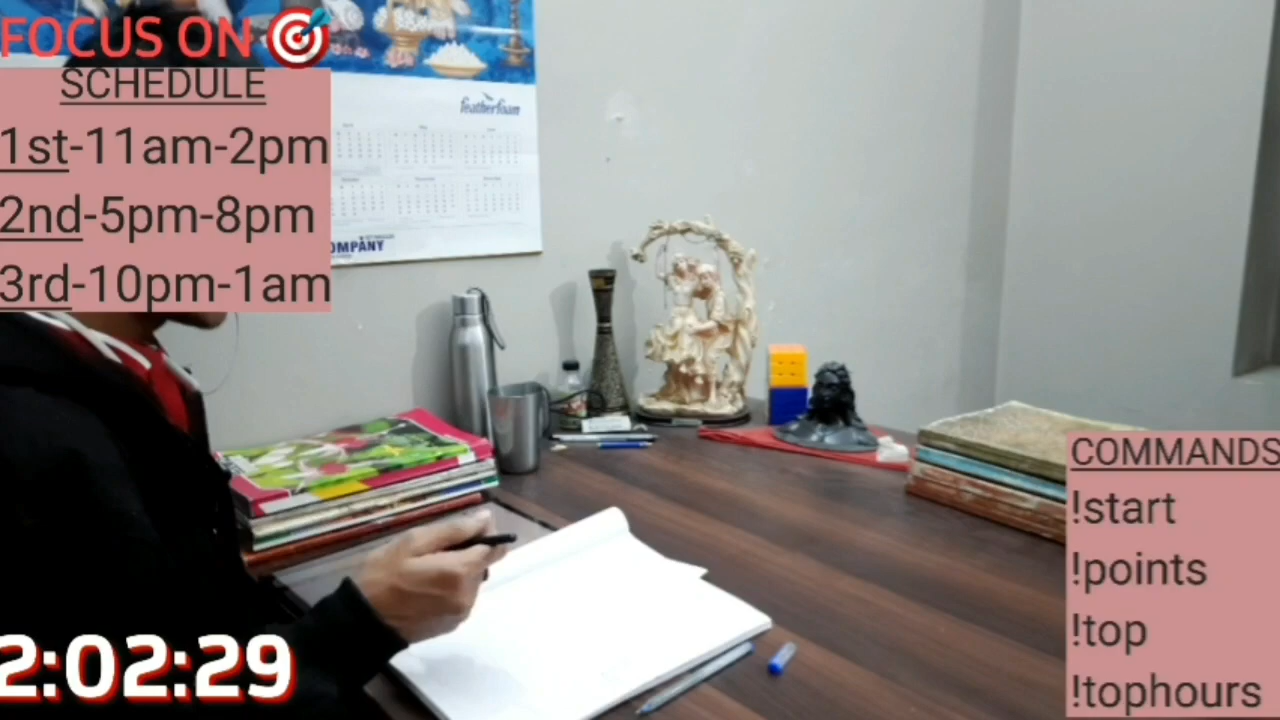 FOCUS ON
SCHEDULE
1st-11am-2pm
2nd-5pm-8pm
3rd-10pm-1am
featherfoam
OMPANY
COMMANDS
!start
!points
!top
!tophours
2:02:29